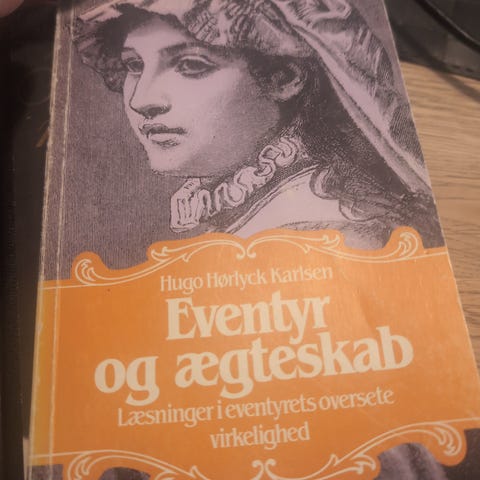 Hugo Hørlyck Karlsen
Eventyr
og ægteskab
Læsninger i eventyrets oversete
virkelighed